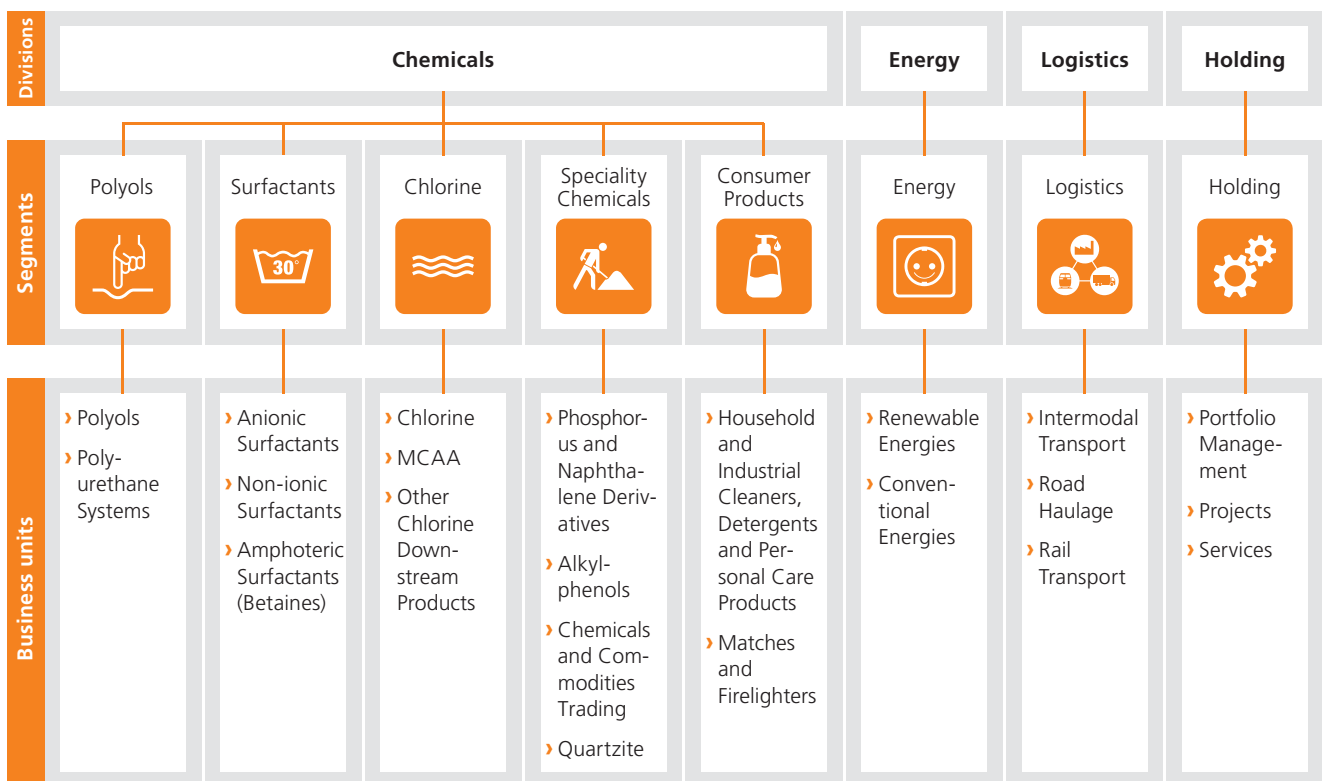 Divisions
Chemicals
Energy
Logistics
Holding
Segments
Polyols
Surfactants
30°
Chlorine
Speciality
Chemicals
Consumer
Products
Energy
Logistics
Holding
Business units
› Polyols
› Poly-
urethane
Systems
› Anionic
Surfactants
› Non-ionic
Surfactants
› Amphoteric
Surfactants
(Betaines)
› Chlorine
› MCAA
› Other
Chlorine
Down-
stream
Products
› Phosphor-
us and
Naphtha-
lene Deriv-
atives
› Alkyl-
phenols
› Chemicals
and Com-
modities
Trading
› Quartzite
› Household
and
Industrial
Cleaners,
Detergents
and Per-
sonal Care
Products
› Matches
and
Firelighters
› Renewable
Energies
› Conven-
tional
Energies
› Intermodal
Transport
› Road
Haulage
› Rail
Transport
› Portfolio
Manage-
ment
› Projects
› Services